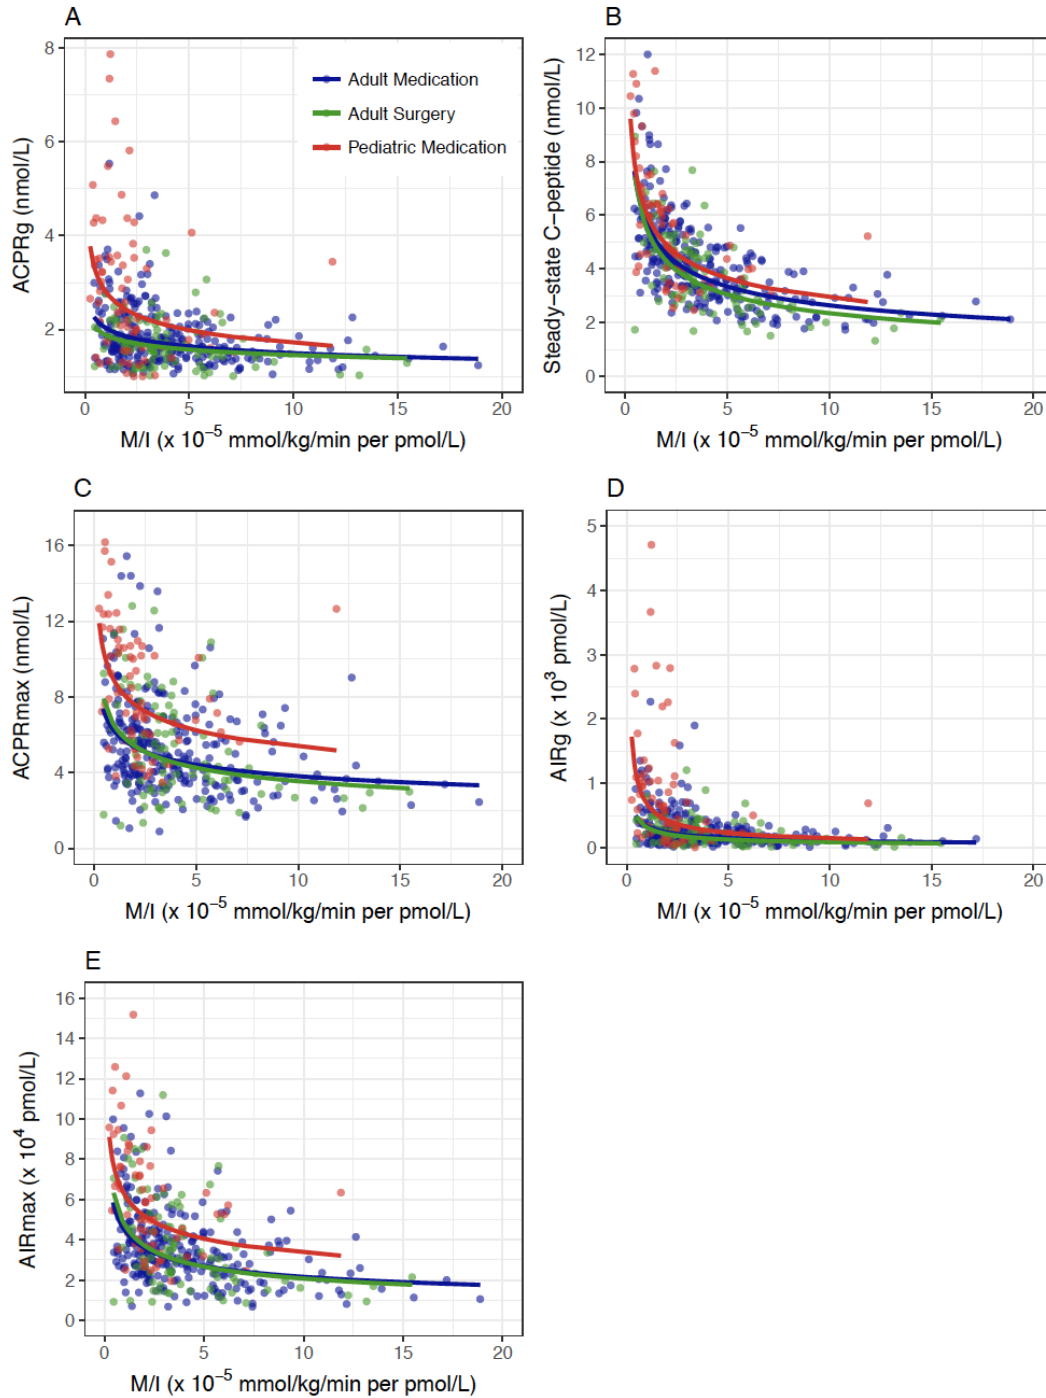 A
ACPRg (nmol/L)
8
6
4
2
Adult Medication
Adult Surgery
Pediatric Medication
0 5 10 15 20
M/I (x 10⁻⁵ mmol/kg/min per pmol/L)
B
Steady−state C−peptide (nmol/L)
12
10
8
6
4
2
0
0 5 10 15 20
M/I (x 10⁻⁵ mmol/kg/min per pmol/L)
C
ACPRmax (nmol/L)
16
12
8
4
0
0 5 10 15 20
M/I (x 10⁻⁵ mmol/kg/min per pmol/L)
D
AIRg (x 10³ pmol/L)
5
4
3
2
1
0
0 5 10 15 20
M/I (x 10⁻⁵ mmol/kg/min per pmol/L)
E
AIRmax (x 10⁴ pmol/L)
16
14
12
10
8
6
4
2
0
0 5 10 15 20
M/I (x 10⁻⁵ mmol/kg/min per pmol/L)